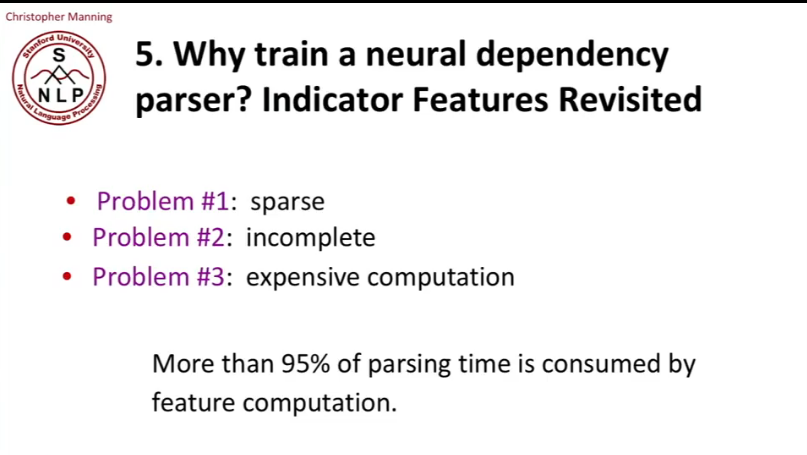 Christopher Manning
Stanford University
S
NLP
Natural Language Processing
5. Why train a neural dependency
parser? Indicator Features Revisited
• Problem #1: sparse
• Problem #2: incomplete
• Problem #3: expensive computation
More than 95% of parsing time is consumed by
feature computation.